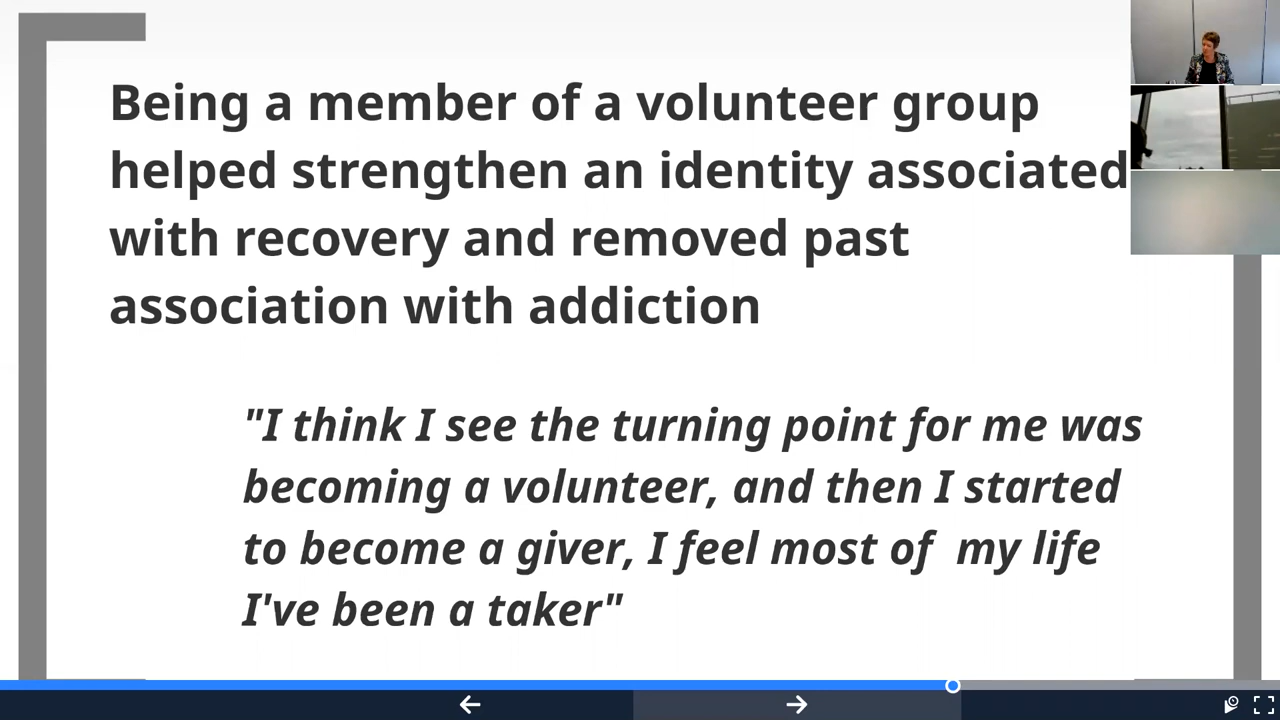 Being a member of a volunteer group
helped strengthen an identity associated
with recovery and removed past
association with addiction
"I think I see the turning point for me was
becoming a volunteer, and then I started
to become a giver, I feel most of  my life
I've been a taker"